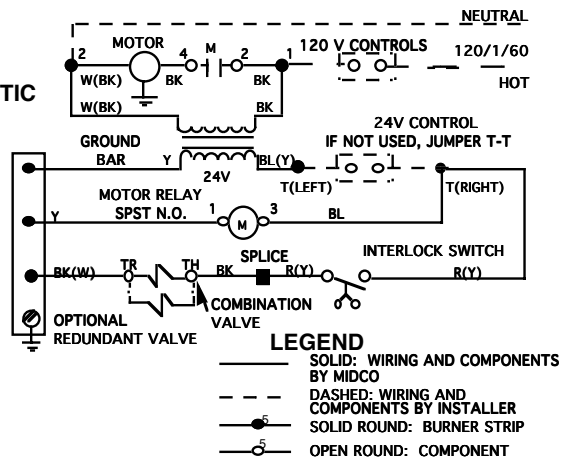 NEUTRAL
MOTOR
2 4 M 2 1 120 V CONTROLS 120/1/60
W(BK) BK BK HOT
TIC
W(BK) BK
24V CONTROL
GROUND IF NOT USED, JUMPER T-T
BAR Y BL(Y)
24V T(LEFT) T(RIGHT)
MOTOR RELAY
SPST N.O. 1 3
Y M BL
INTERLOCK SWITCH
SPLICE
TR TH
BK(W) BK R(Y) R(Y)
COMBINATION
VALVE
OPTIONAL
REDUNDANT VALVE
LEGEND
SOLID: WIRING AND COMPONENTS
BY MIDCO
DASHED: WIRING AND
COMPONENTS BY INSTALLER
5 SOLID ROUND: BURNER STRIP
5 OPEN ROUND: COMPONENT